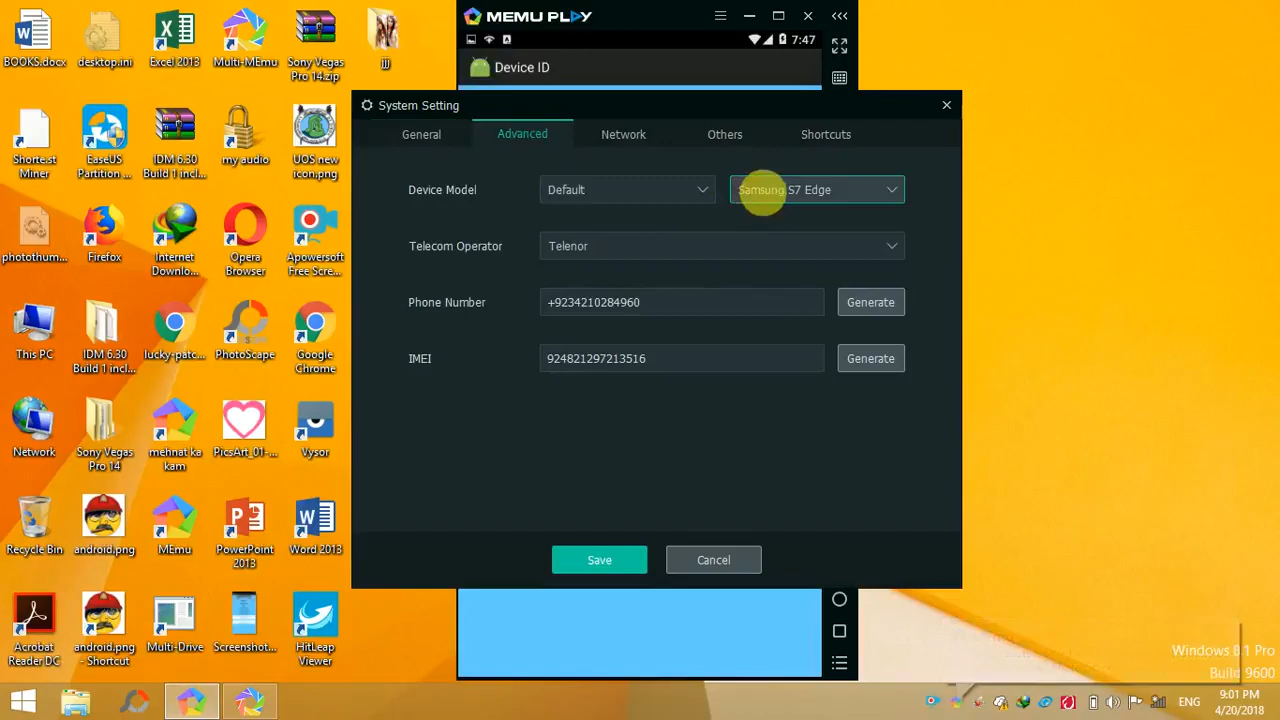 BOOKS.docx
desktop.ini
Excel 2013
Multi-MEmu
Sony Vegas
Pro 14.zip
jjj
Shorte.st
Miner
EaseUS
Partition ...
IDM 6.30
Build 1 incl...
my audio
UOS new
icon.png
photothum...
Firefox
Internet
Downlo...
Opera
Browser
Apowersoft
Free Scre...
This PC
IDM 6.30
Build 1 incl...
lucky-patc...
PhotoScape
Google
Chrome
Network
Sony Vegas
Pro 14
mehnat ka
kam
PicsArt_01-...
Vysor
Recycle Bin
android.png
MEmu
PowerPoint
2013
Word 2013
Acrobat
Reader DC
android.png
- Shortcut
Multi-Drive
Screenshot...
HitLeap
Viewer
MEMU PLAY
7:47
Device ID
System Setting
General
Advanced
Network
Others
Shortcuts
Device Model
Default
Samsung S7 Edge
Telecom Operator
Telenor
Phone Number
+9234210284960
Generate
IMEI
924821297213516
Generate
Save
Cancel
Windows 8.1 Pro
Build 9600
ENG
9:01 PM
4/20/2018